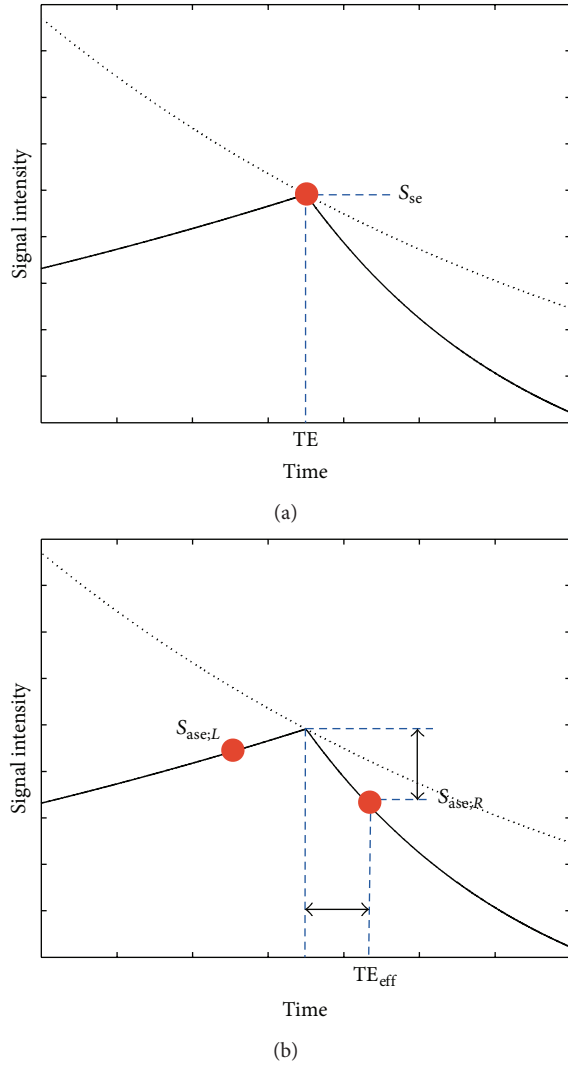 Signal intensity
S_se
TE
Time
(a)
Signal intensity
S_ase;L
S_ase;R
TE_eff
Time
(b)